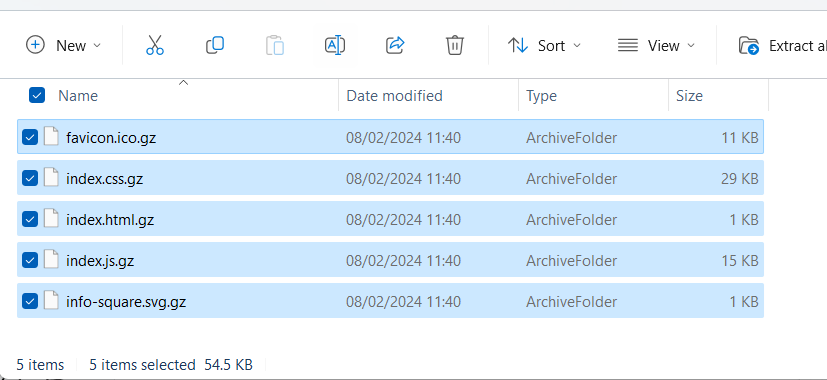 New Sort View Extract al
Name Date modified Type Size
favicon.ico.gz 08/02/2024 11:40 ArchiveFolder 11 KB
index.css.gz 08/02/2024 11:40 ArchiveFolder 29 KB
index.html.gz 08/02/2024 11:40 ArchiveFolder 1 KB
index.js.gz 08/02/2024 11:40 ArchiveFolder 15 KB
info-square.svg.gz 08/02/2024 11:40 ArchiveFolder 1 KB
5 items 5 items selected 54.5 KB